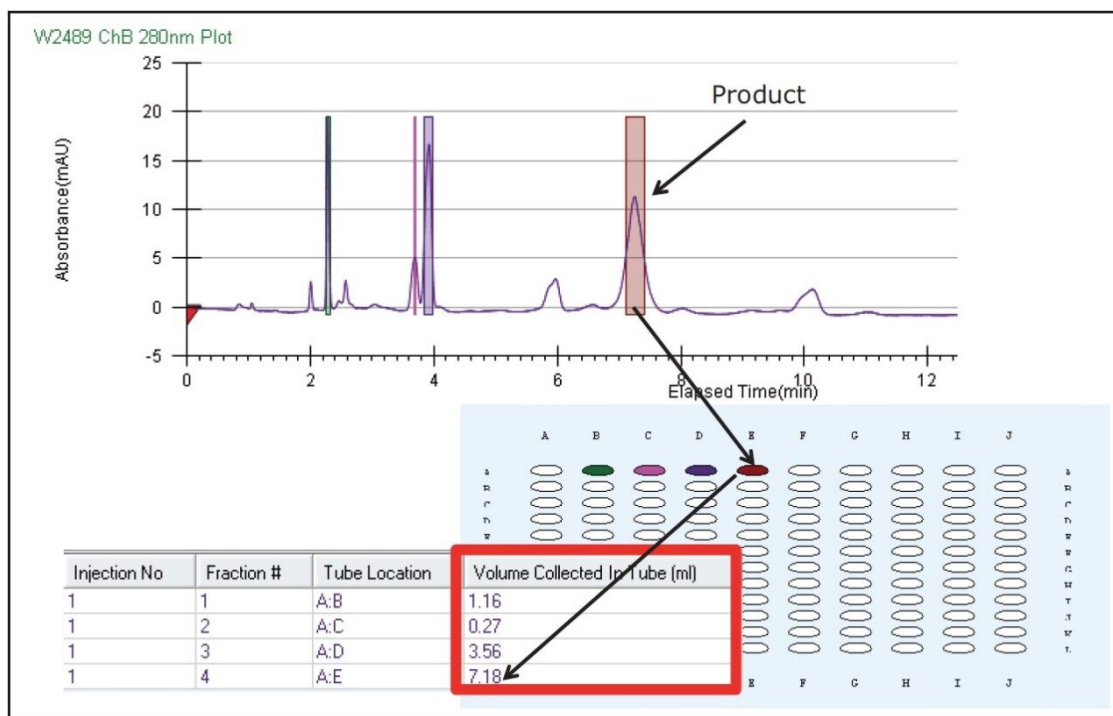 W2489 ChB 280nm Plot
25
20
15
10
5
0
-5
Absorbance(mAU)
Product
0 2 4 6 8 10 12
Elapsed Time(min)
A B C D E F G H I J
A A
B B
C C
D D
E E
F
G
H
I
J
K
L
E F G H I J
Injection No Fraction # Tube Location Volume Collected In Tube (ml)
1 1 A:B 1.16
1 2 A:C 0.27
1 3 A:D 3.56
1 4 A:E 7.18